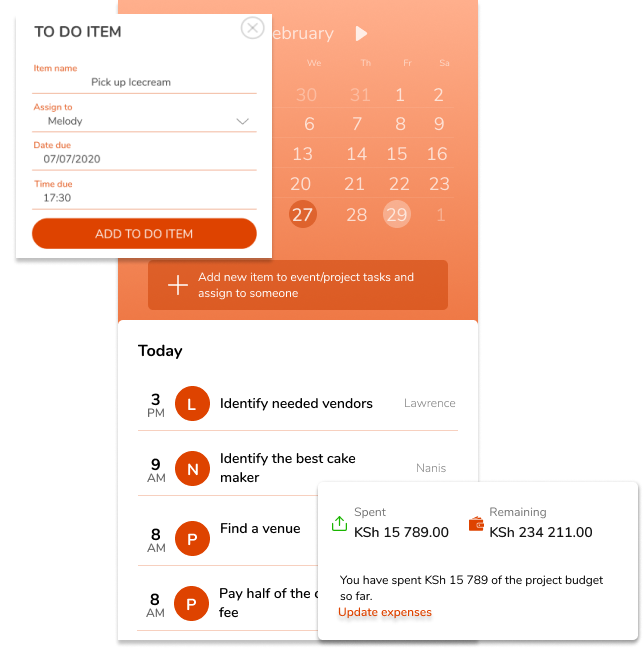 TO DO ITEM
Item name
Pick up Icecream
Assign to
Melody
Date due
07/07/2020
Time due
17:30
ADD TO DO ITEM
ebruary
We Th Fr Sa
30 31 1 2
6 7 8 9
13 14 15 16
20 21 22 23
27 28 29 1
Add new item to event/project tasks and
assign to someone
Today
3
PM
L
Identify needed vendors
Lawrence
9
AM
N
Identify the best cake
maker
Nanis
8
AM
P
Find a venue
8
AM
P
Pay half of the
fee
Spent
KSh 15 789.00
Remaining
KSh 234 211.00
You have spent KSh 15 789 of the project budget
so far.
Update expenses